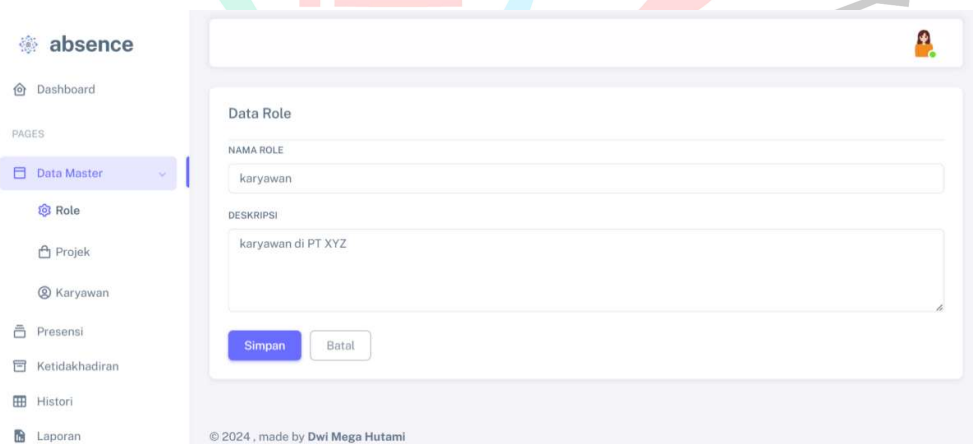 absence
Dashboard
PAGES
Data Master
Role
Projek
Karyawan
Presensi
Ketidakhadiran
Histori
Laporan
Data Role
NAMA ROLE
karyawan
DESKRIPSI
karyawan di PT XYZ
Simpan Batal
© 2024 , made by Dwi Mega Hutami